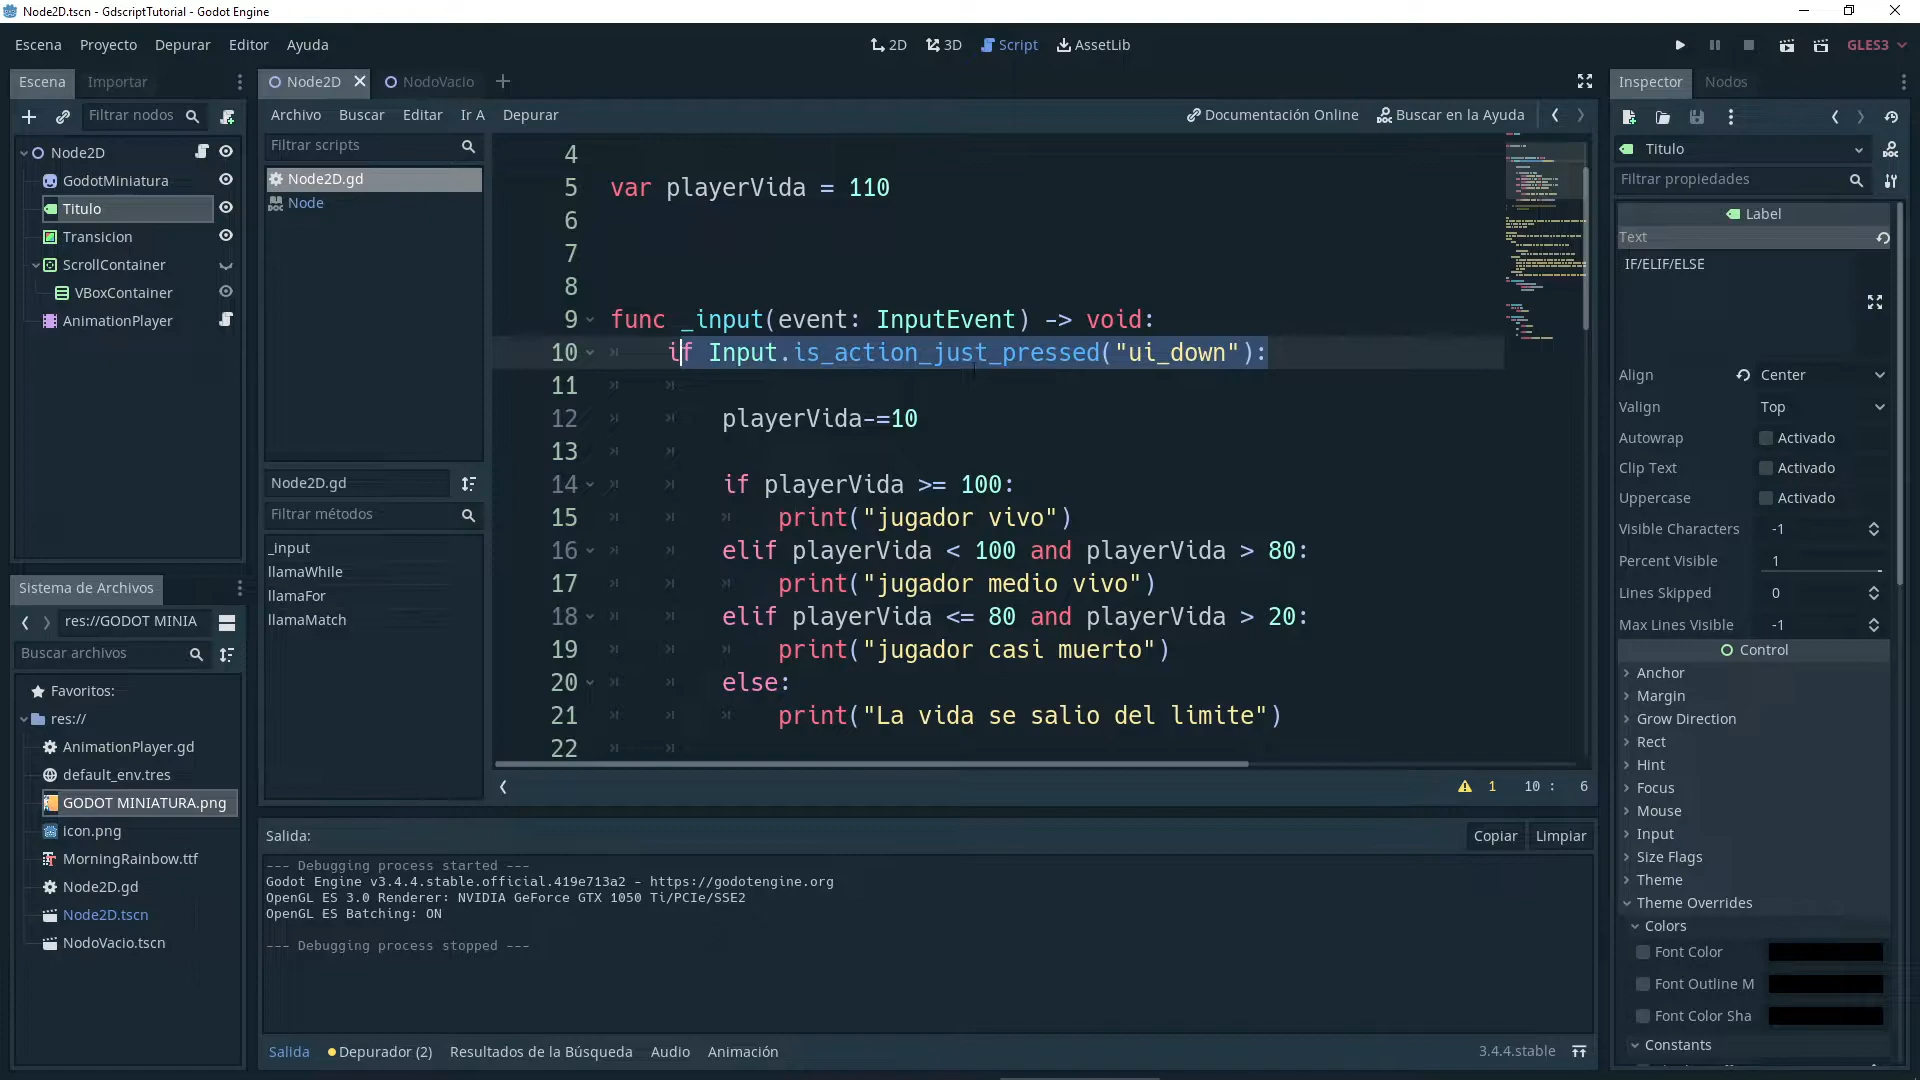 Node2D.tscn - GdscriptTutorial - Godot Engine
Escena Proyecto Depurar Editor Ayuda
2D 3D Script AssetLib
GLES3
Escena Importar
Filtrar nodos
Node2D
GodotMiniatura
Titulo
Transicion
ScrollContainer
VBoxContainer
AnimationPlayer
Sistema de Archivos
res://GODOT MINIA
Buscar archivos
Favoritos:
res://
AnimationPlayer.gd
default_env.tres
GODOT MINIATURA.png
icon.png
MorningRainbow.ttf
Node2D.gd
Node2D.tscn
NodoVacio.tscn
Node2D NodoVacio
Archivo Buscar Editar Ir A Depurar
Documentación Online Buscar en la Ayuda
Filtrar scripts
Node2D.gd
Node
Node2D.gd
Filtrar métodos
_input
llamaWhile
llamaFor
llamaMatch
4
5 var playerVida = 110
6
7
8
9 func _input(event: InputEvent) -> void:
10 if Input.is_action_just_pressed("ui_down"):
11
12 playerVida-=10
13
14 if playerVida >= 100:
15 print("jugador vivo")
16 elif playerVida < 100 and playerVida > 80:
17 print("jugador medio vivo")
18 elif playerVida <= 80 and playerVida > 20:
19 print("jugador casi muerto")
20 else:
21 print("La vida se salio del limite")
22
1 10 : 6
Salida:
Copiar Limpiar
--- Debugging process started ---
Godot Engine v3.4.4.stable.official.419e713a2 - https://godotengine.org
OpenGL ES 3.0 Renderer: NVIDIA GeForce GTX 1050 Ti/PCIe/SSE2
OpenGL ES Batching: ON
--- Debugging process stopped ---
Salida Depurador (2) Resultados de la Búsqueda Audio Animación
3.4.4.stable
Inspector Nodos
Titulo
Filtrar propiedades
Label
Text
IF/ELIF/ELSE
Align Center
Valign Top
Autowrap Activado
Clip Text Activado
Uppercase Activado
Visible Characters -1
Percent Visible 1
Lines Skipped 0
Max Lines Visible -1
Control
Anchor
Margin
Grow Direction
Rect
Hint
Focus
Mouse
Input
Size Flags
Theme
Theme Overrides
Colors
Font Color
Font Outline M
Font Color Sha
Constants